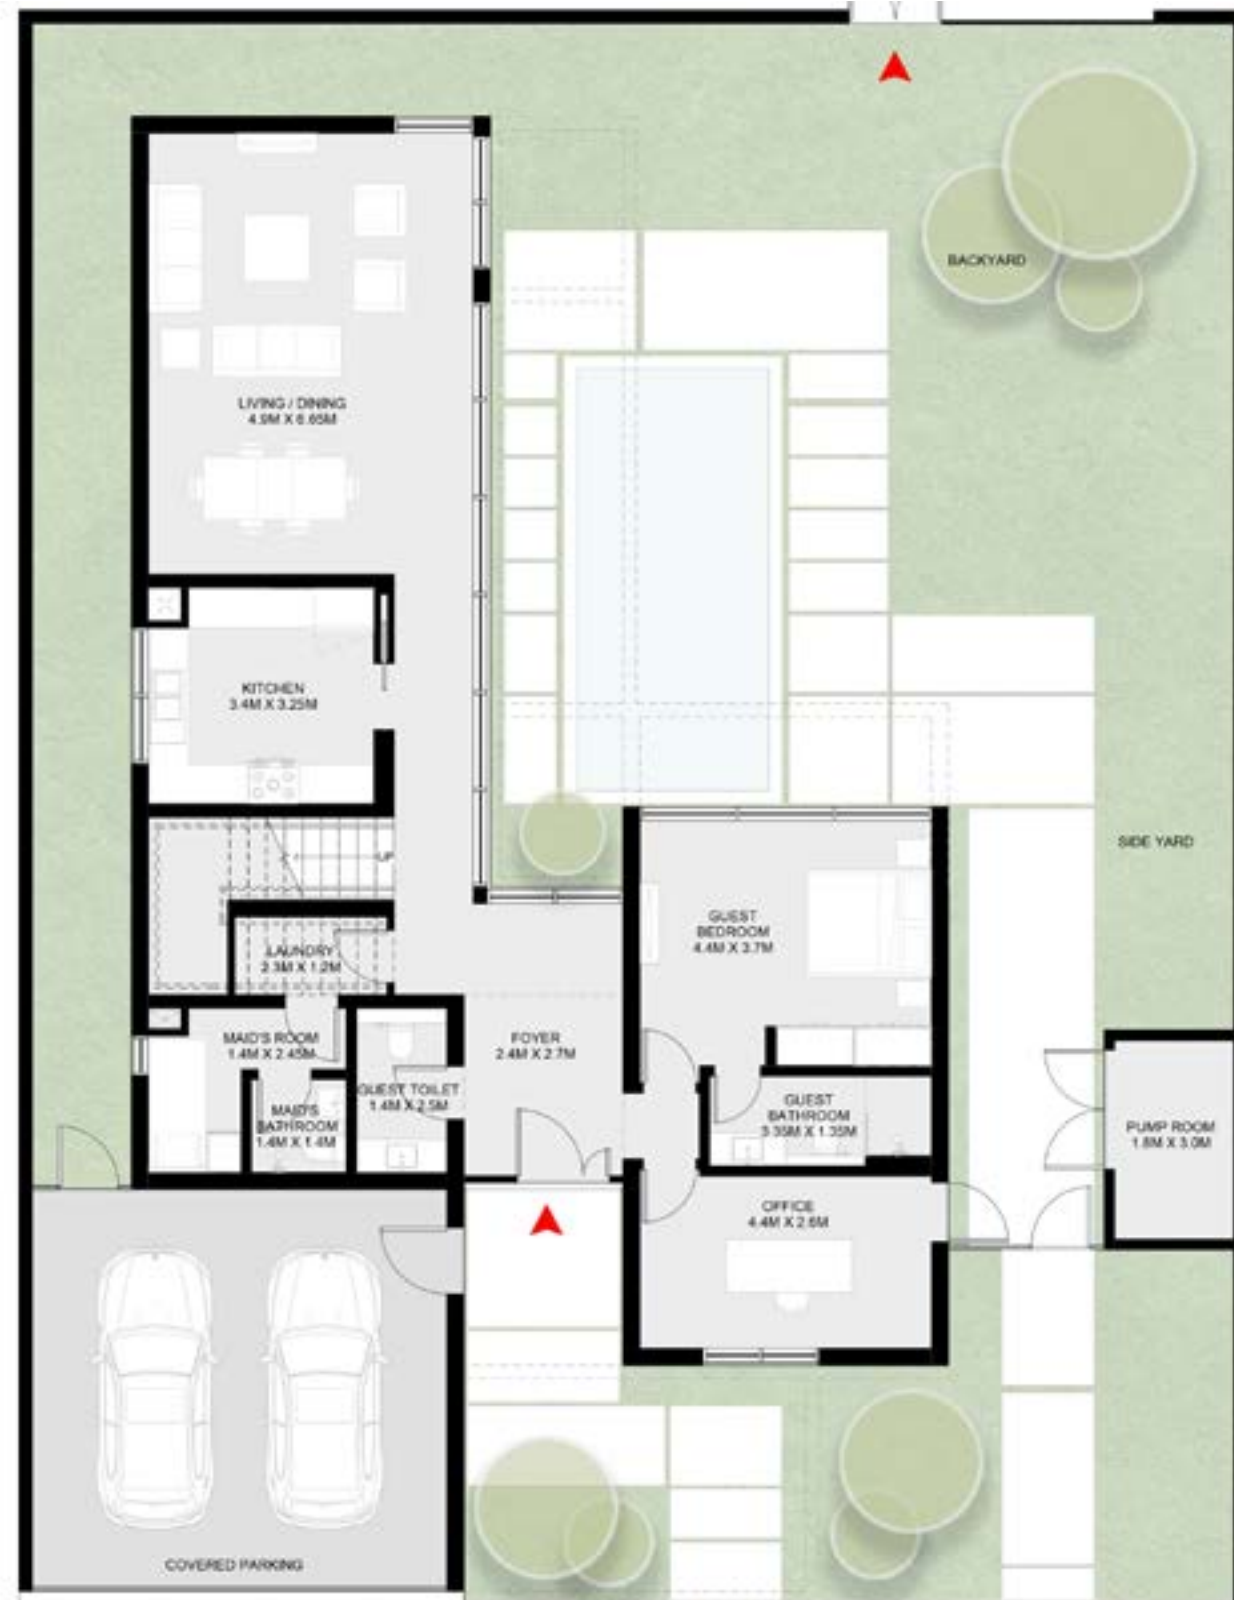 BACKYARD
LIVING / DINING
4.9M X 6.65M
KITCHEN
3.4M X 3.25M
UP
SIDE YARD
GUEST
BEDROOM
4.4M X 3.7M
LAUNDRY
2.3M X 1.2M
MAID'S ROOM
1.4M X 2.45M
FOYER
2.4M X 2.7M
GUEST TOILET
1.4M X 2.5M
MAID'S
BATHROOM
1.4M X 1.4M
GUEST
BATHROOM
3.35M X 1.35M
PUMP ROOM
1.8M X 3.0M
OFFICE
4.4M X 2.6M
COVERED PARKING